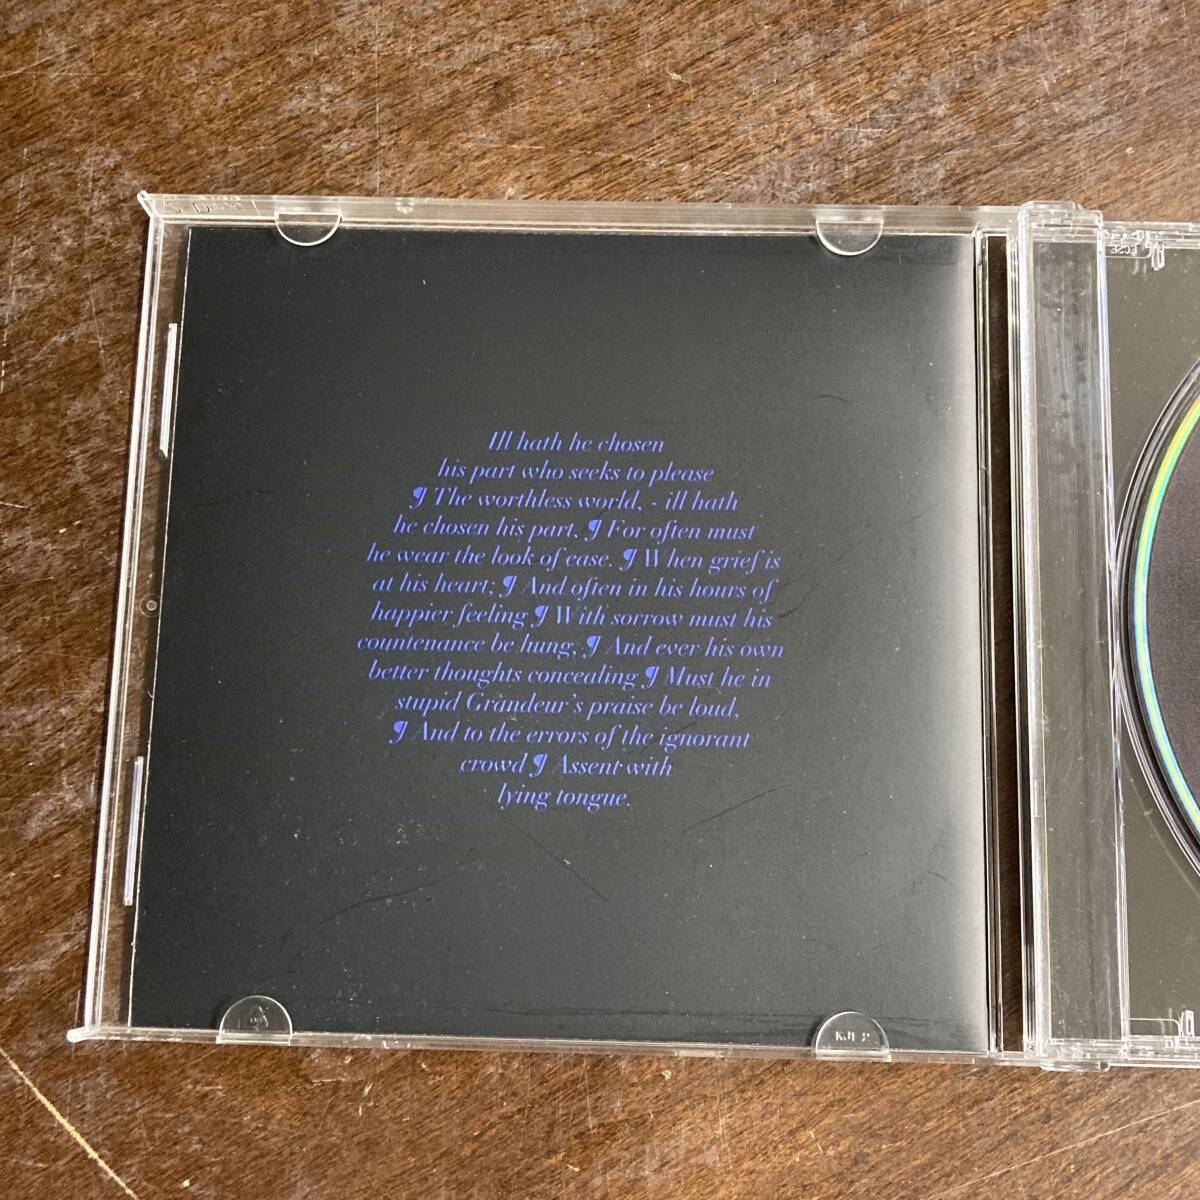 Ill hath he chosen
his part who seeks to please
¶ The worthless world, - ill hath
he chosen his part, ¶ For often must
he wear the look of ease. ¶ When grief is
at his heart; ¶ And often in his hours of
happier feeling ¶ With sorrow must his
countenance be hung, ¶ And ever his own
better thoughts concealing ¶ Must he in
stupid Grandeur's praise be loud,
¶ And to the errors of the ignorant
crowd ¶ Assent with
lying tongue.